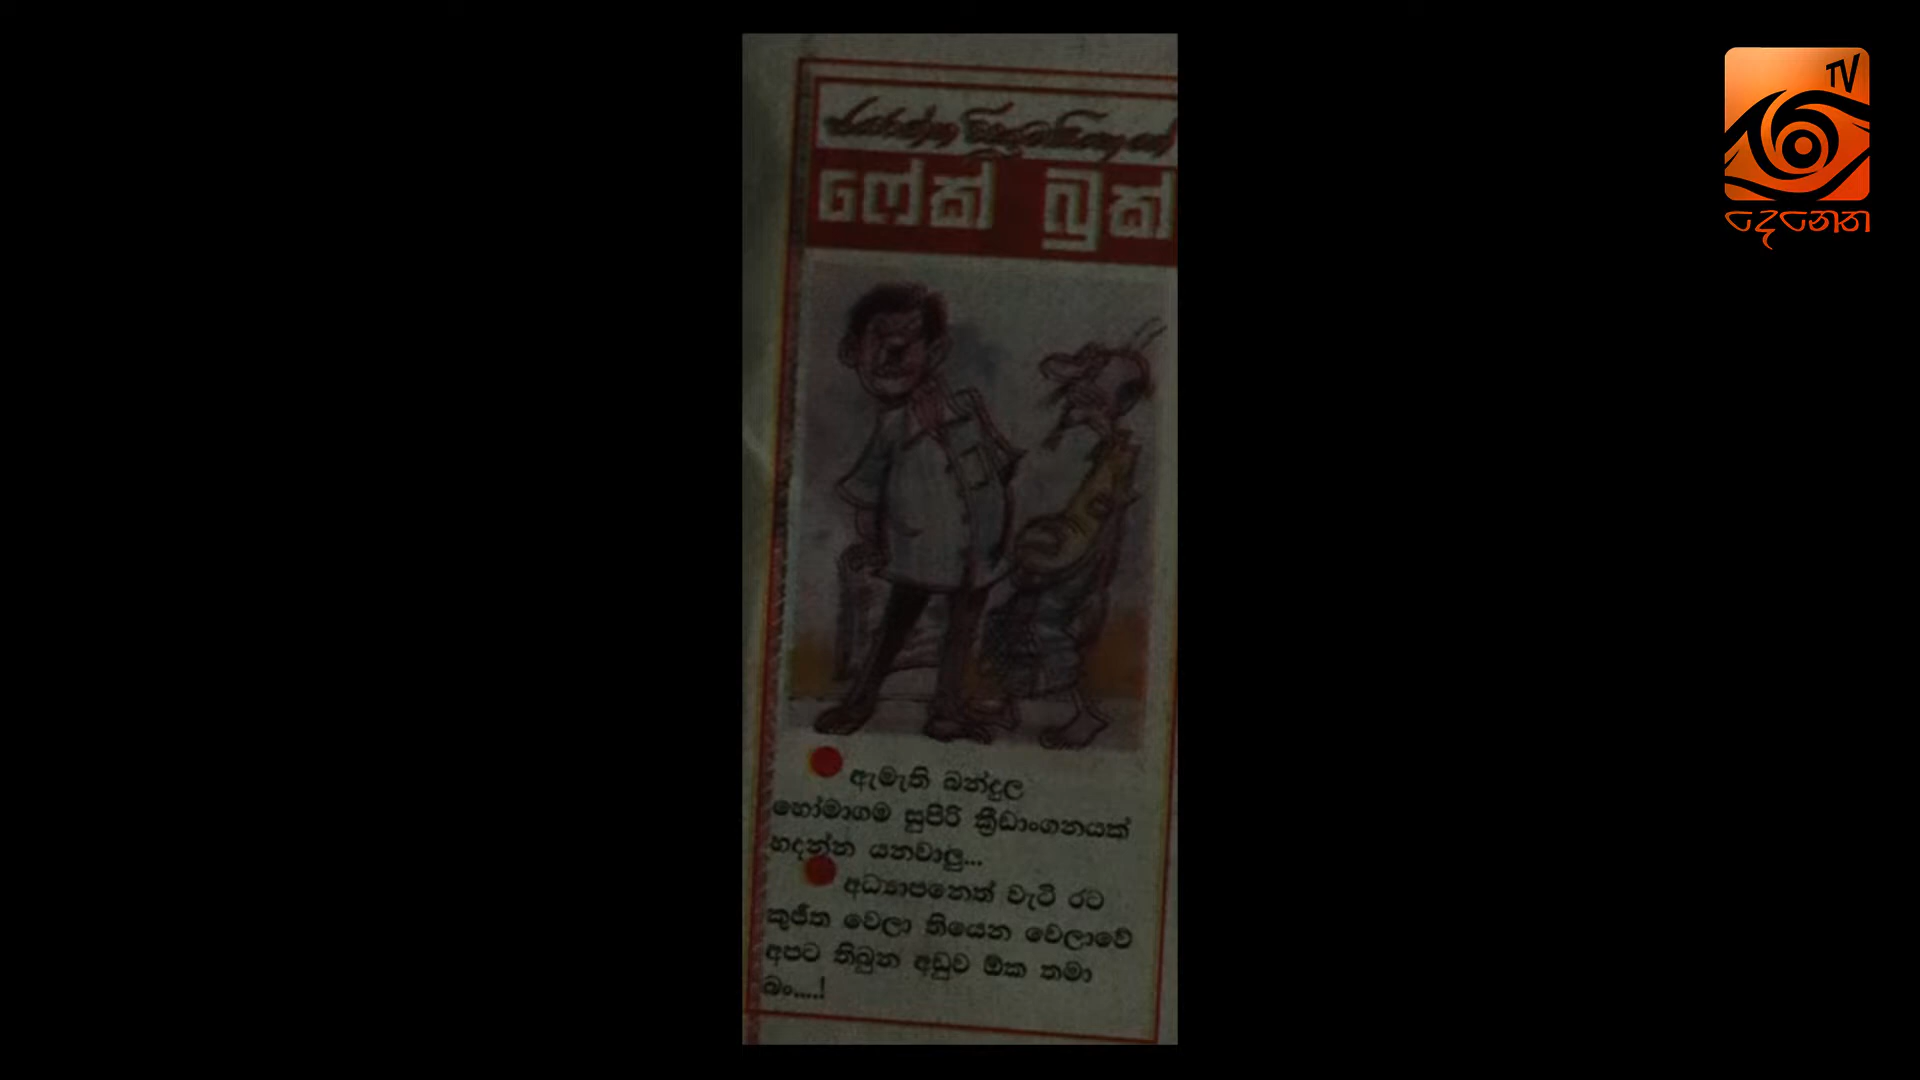 ෆේක් බුක්
ඇමැති බන්දුල
හෝමාගම සුපිරි ක්‍රීඩාංගනයක්
හදන්න යනවාලු...
අධ්‍යාපනෙත් වැටී රට
කුජීත වෙලා තියෙන වෙලාවේ
අපට තිබුන අඩුව ඕක තමා
බං....!
TV
දෙනෙත